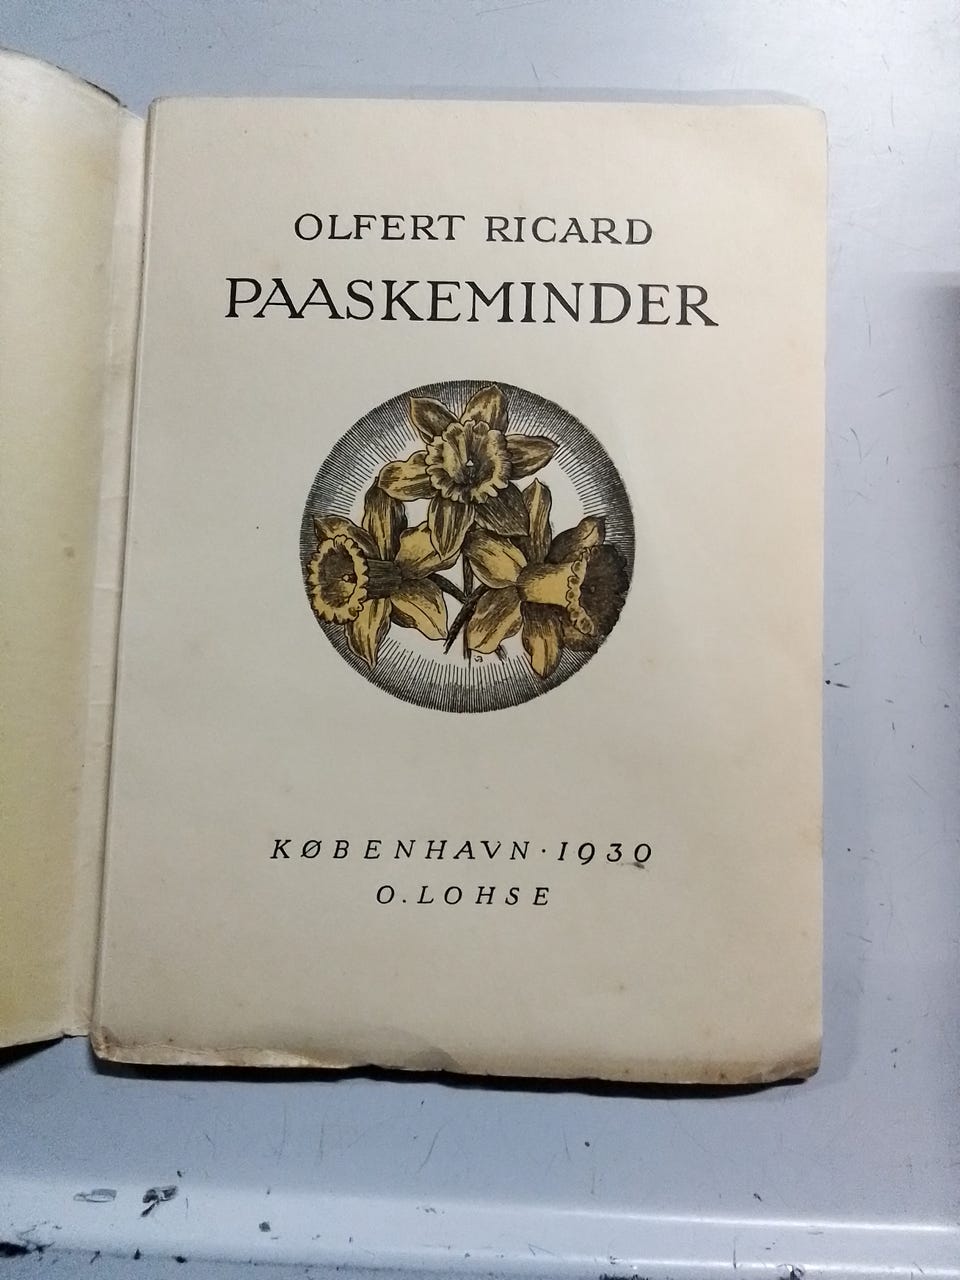 OLFERT RICARD
PAASKEMINDER
KØBENHAVN · 1930
O. LOHSE